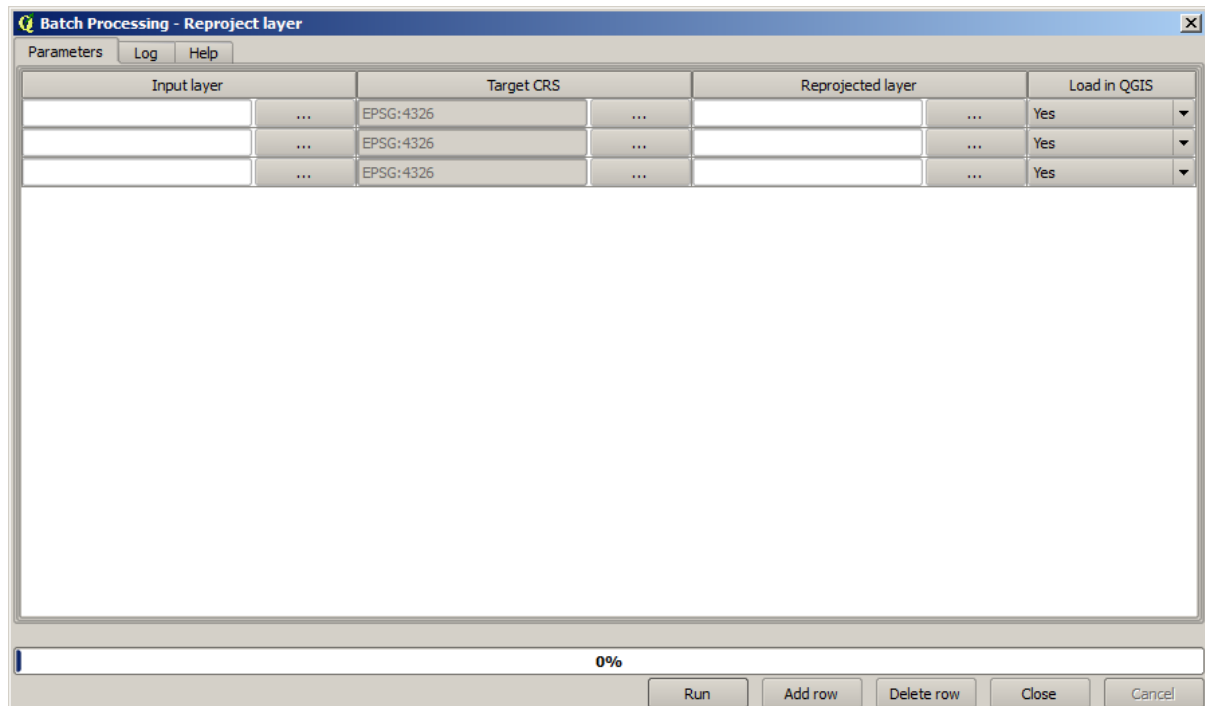 Batch Processing - Reproject layer
Parameters Log Help
Input layer Target CRS Reprojected layer Load in QGIS
... EPSG:4326 ... ... Yes
... EPSG:4326 ... ... Yes
... EPSG:4326 ... ... Yes
0%
Run Add row Delete row Close Cancel